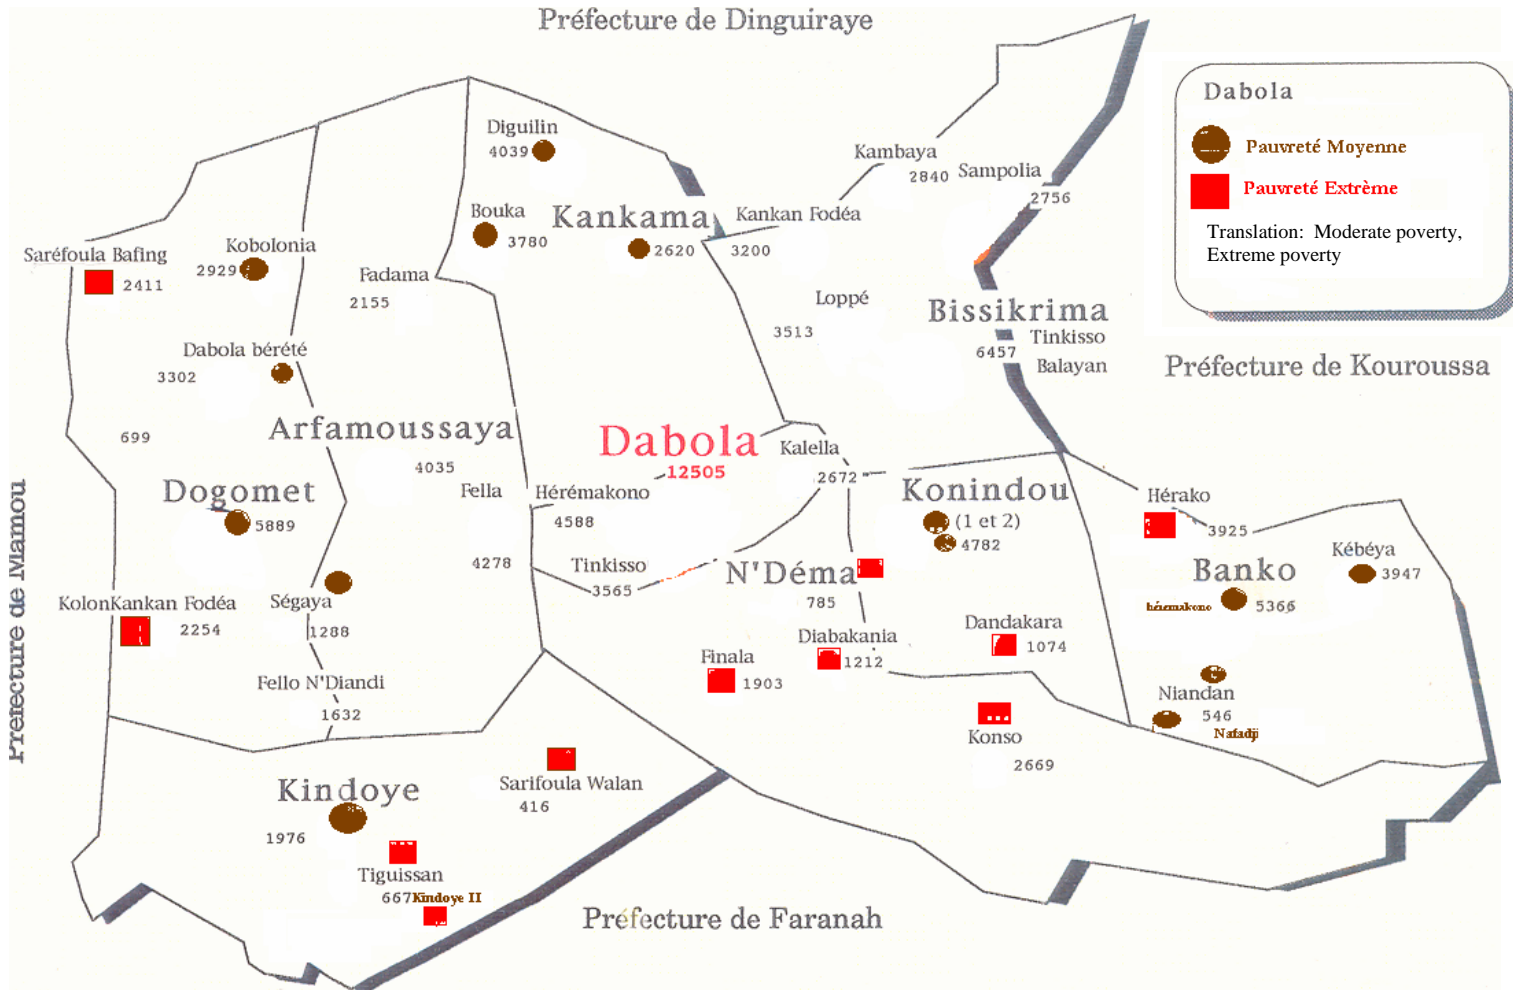 Préfecture de Dinguiraye
Dabola
Pauvreté Moyenne
Pauvreté Extrème
Translation: Moderate poverty,
Extreme poverty
Diguilin
4039
Kambaya
2840
Sampolia
2756
Bouka
3780
Kankama
2620
Kankan Fodéa
3200
Saréfoula Bafing
2411
Kobolonia
2929
Fadama
2155
Loppé
3513
Bissikrima
6457
Tinkisso
Balayan
Préfecture de Kouroussa
Dabola bérété
3302
699
Arfamoussaya
4035
Dabola
12505
Kalella
2672
Dogomet
5889
Fella
4278
Hérémakono
4588
Konindou
(1 et 2)
4782
Hérako
3925
Kébéya
3947
Préfecture de Mamou
Tinkisso
3565
N'Déma
785
Banko
5366
hérémakono
KolonKankan Fodéa
2254
Ségaya
1288
Diabakania
1212
Dandakara
1074
Finala
1903
Fello N'Diandi
1632
Niandan
546
Nafadji
Konso
2669
Kindoye
1976
Sarifoula Walan
416
Tiguissan
667
Kindoye II
Préfecture de Faranah